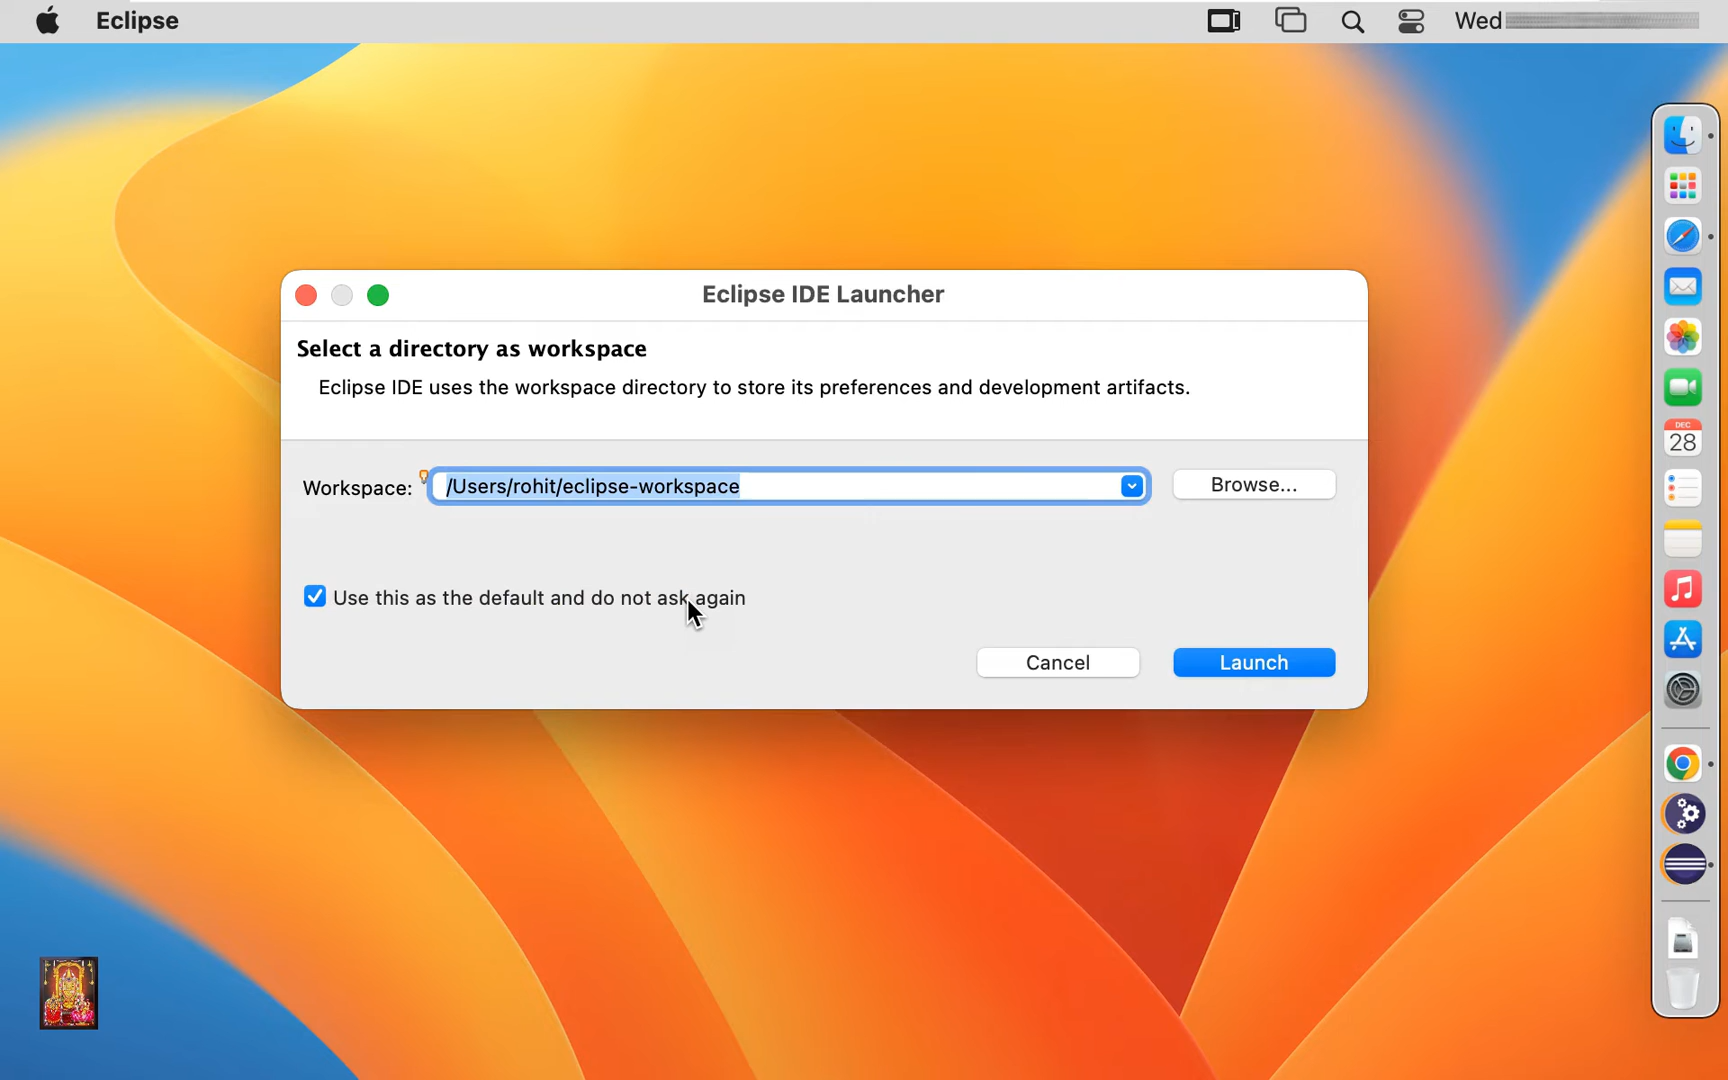 Eclipse
Wed
Eclipse IDE Launcher
Select a directory as workspace
Eclipse IDE uses the workspace directory to store its preferences and development artifacts.
Workspace: /Users/rohit/eclipse-workspace Browse...
Use this as the default and do not ask again
Cancel Launch
DEC
28